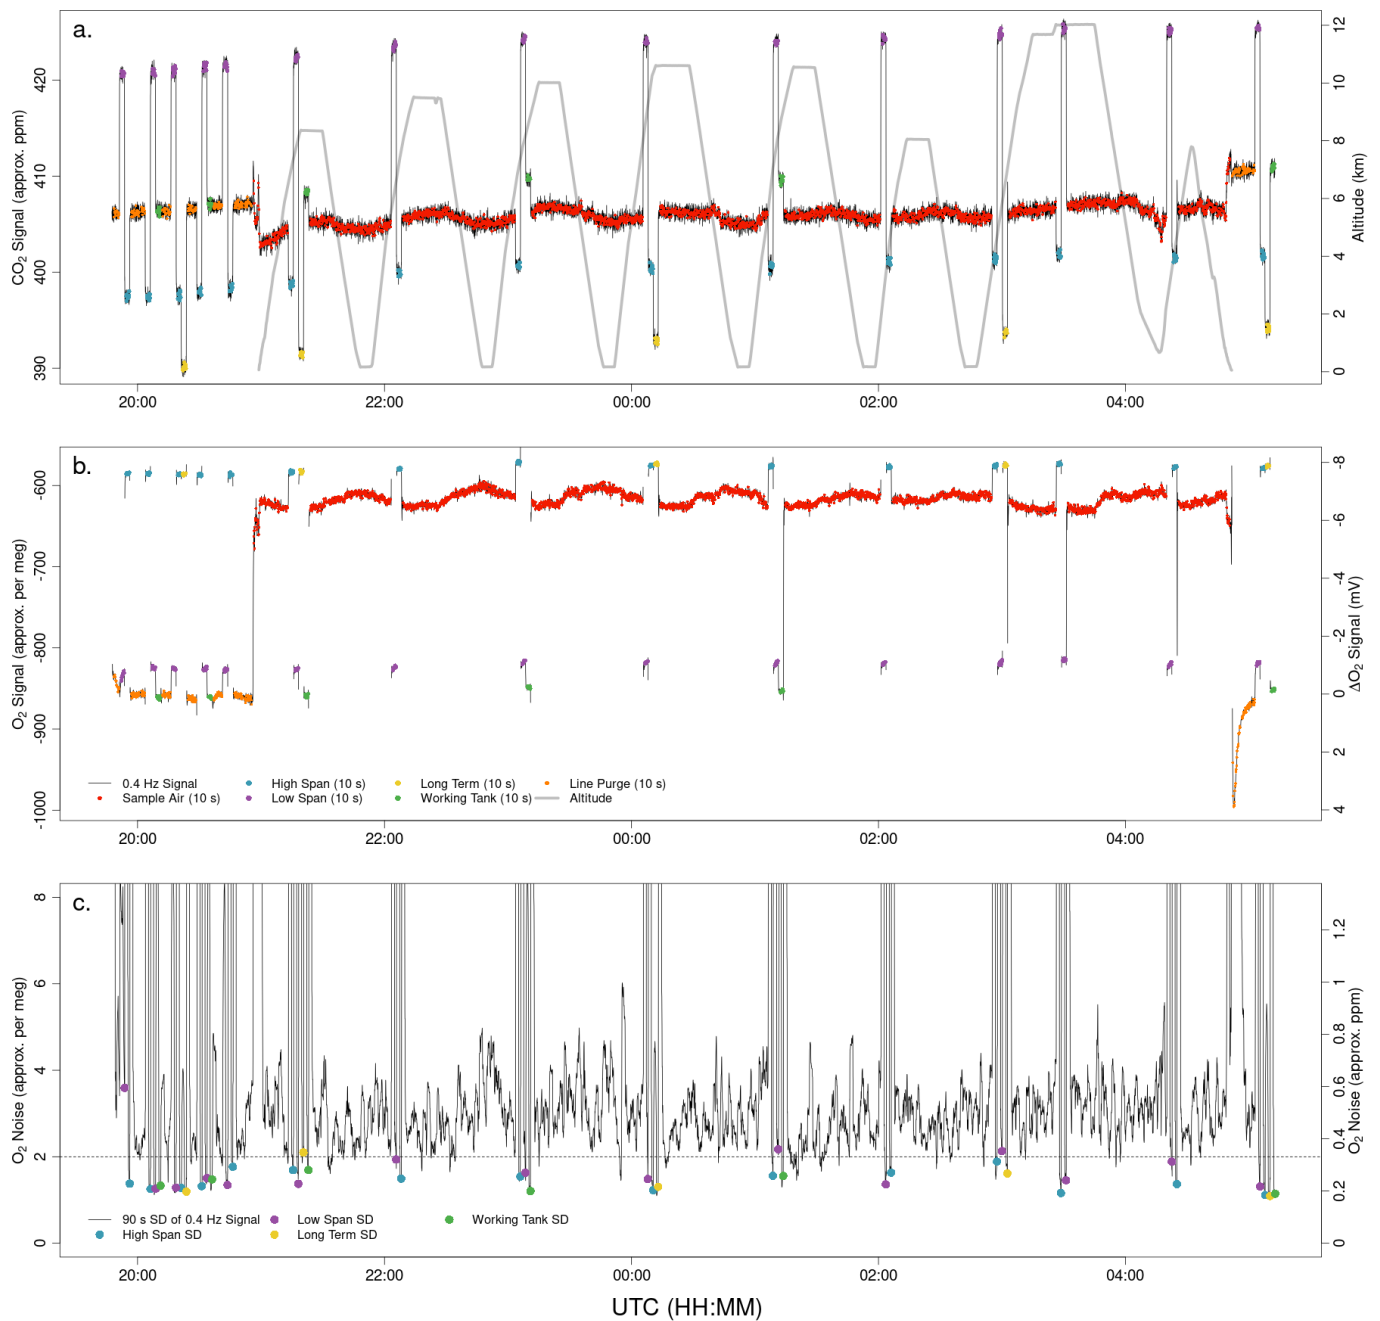 a.
CO2 Signal (approx. ppm)
420
410
400
390
Altitude (km)
12
10
8
6
4
2
0
20:00 22:00 00:00 02:00 04:00
b.
O2 Signal (approx. per meg)
-600
-700
-800
-900
-1000
ΔO2 Signal (mV)
-8
-6
-4
-2
0
2
4
0.4 Hz Signal High Span (10 s) Long Term (10 s) Line Purge (10 s)
Sample Air (10 s) Low Span (10 s) Working Tank (10 s) Altitude
20:00 22:00 00:00 02:00 04:00
c.
O2 Noise (approx. per meg)
8
6
4
2
0
O2 Noise (approx. ppm)
1.2
1
0.8
0.6
0.4
0.2
0
90 s SD of 0.4 Hz Signal Low Span SD Working Tank SD
High Span SD Long Term SD
20:00 22:00 00:00 02:00 04:00
UTC (HH:MM)